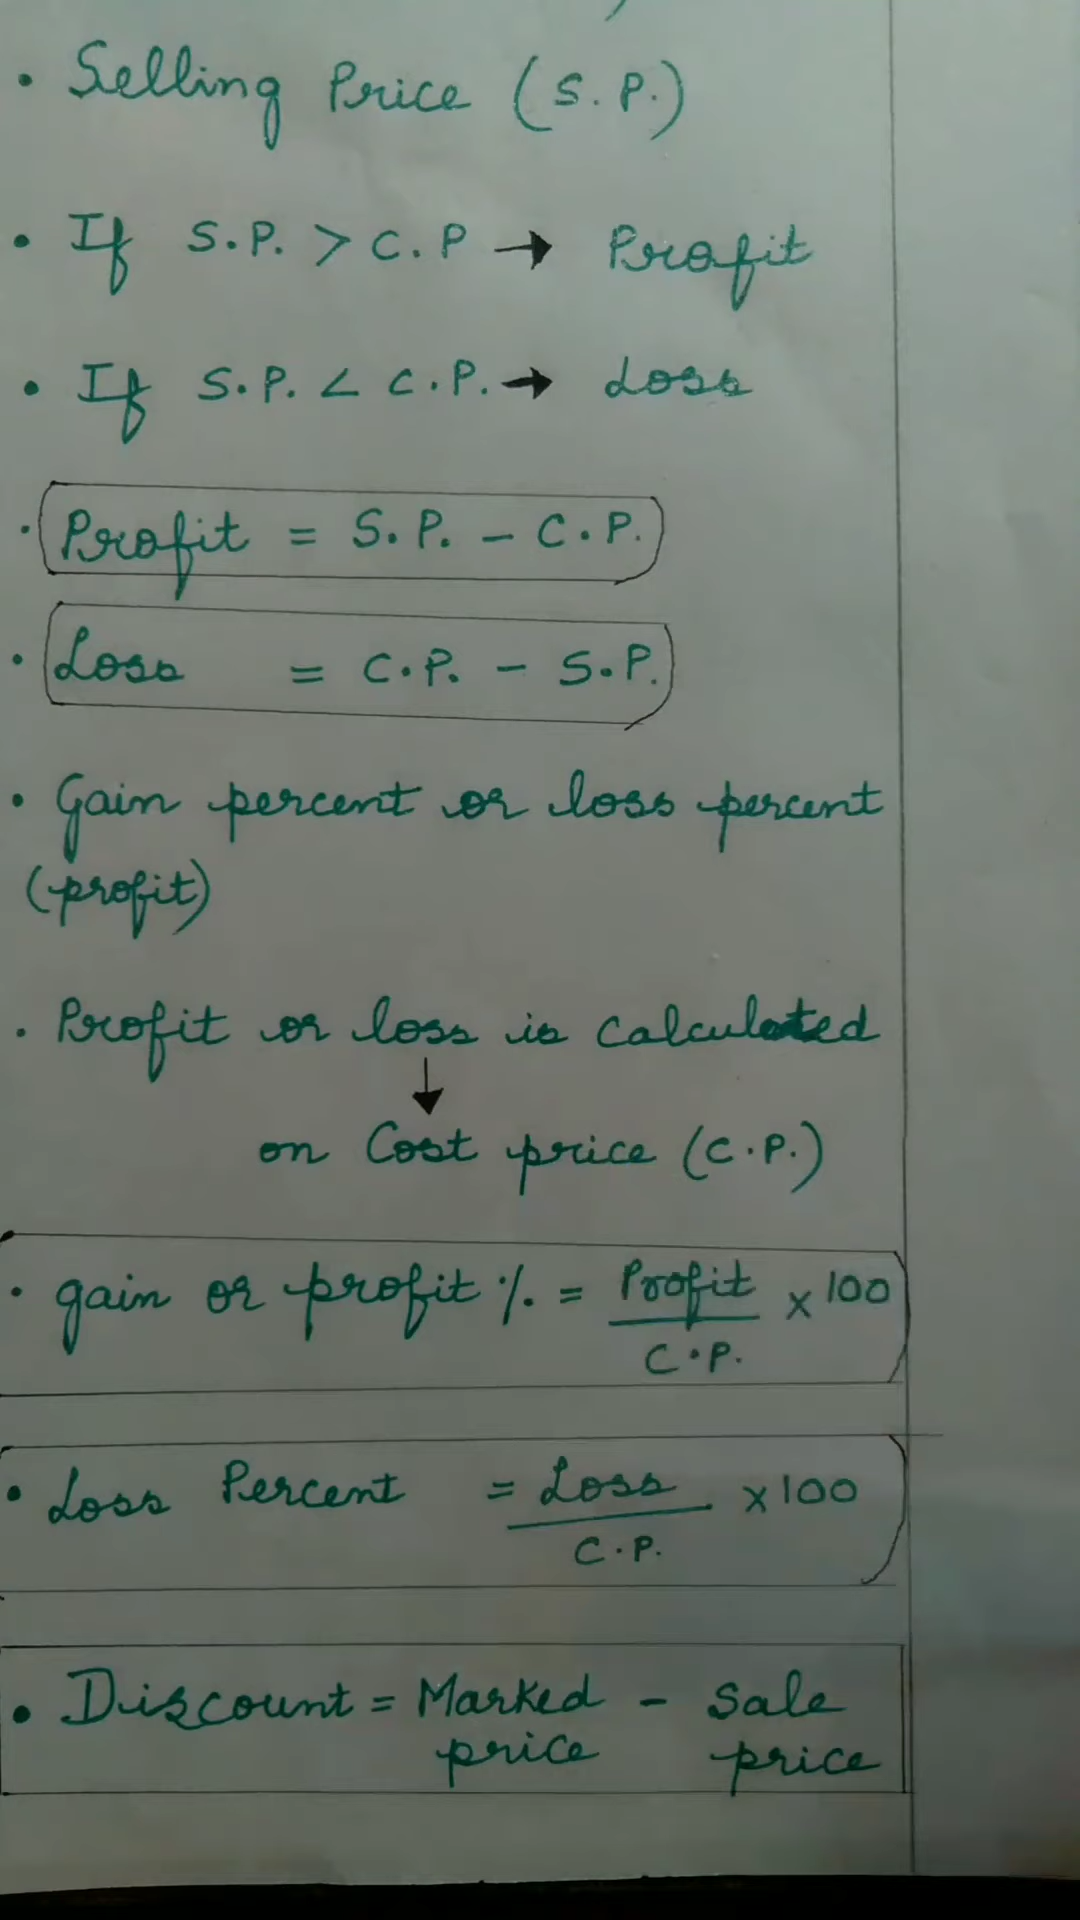 • Selling Price (S.P.)
• If S.P. > C.P → Profit
• If S.P. < C.P. → Loss
• Profit = S.P. - C.P.
• Loss = C.P. - S.P.
• Gain percent or loss percent
(profit)
• Profit or loss is calculated
↓
on Cost price (C.P.)
• gain or profit % = Profit / C.P. × 100
• Loss Percent = Loss / C.P. × 100
• Discount = Marked - Sale
price price